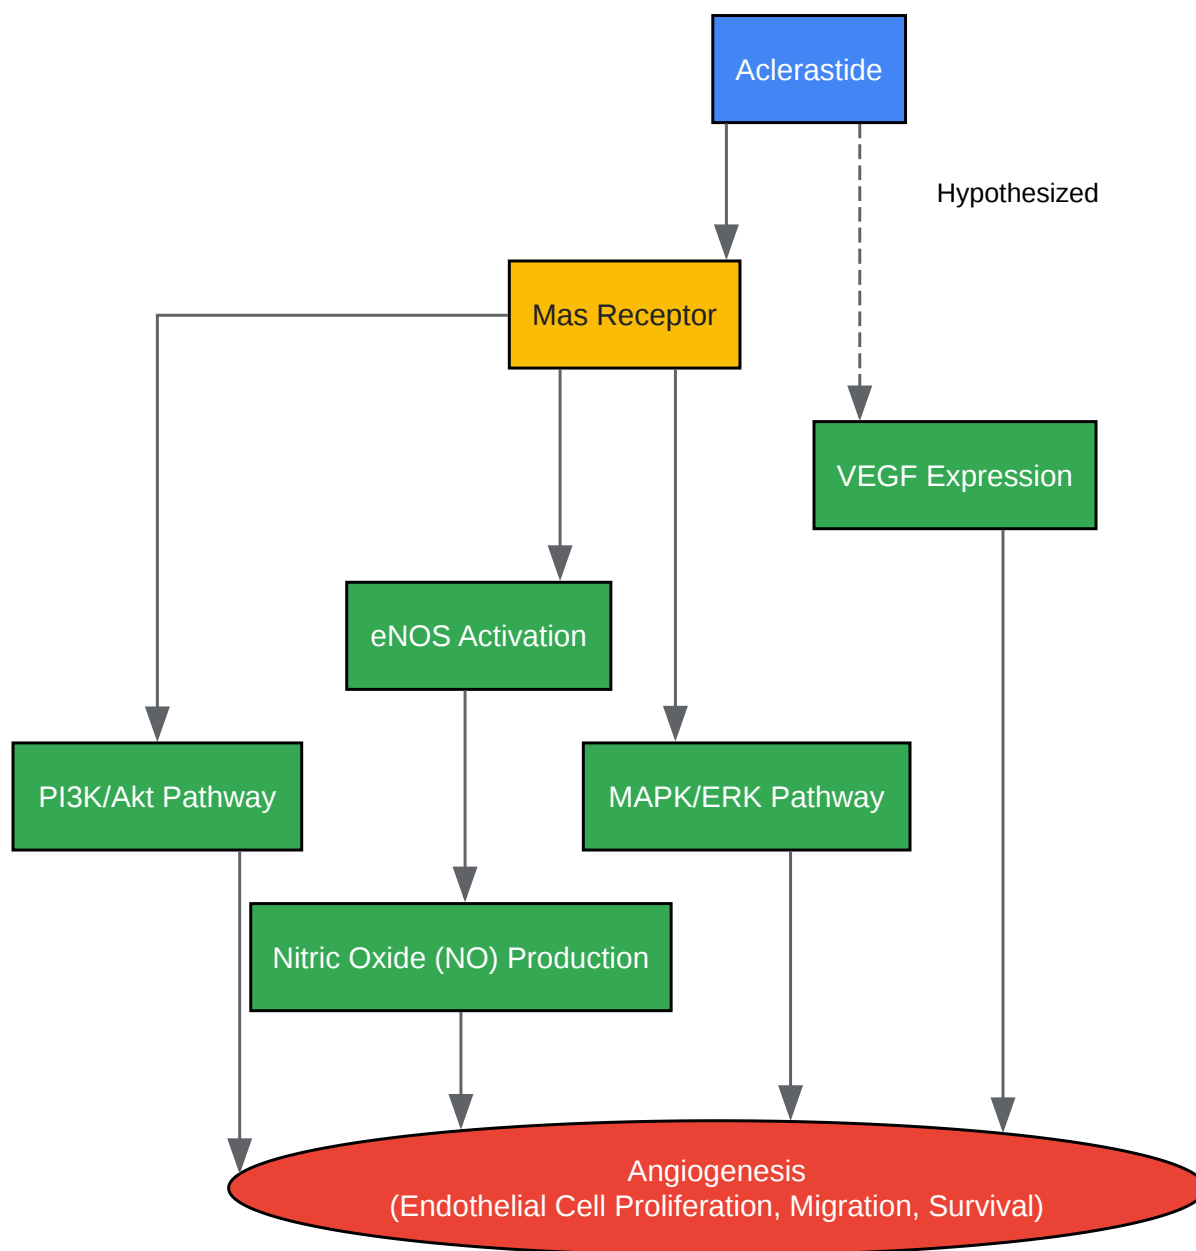 Aclerastide
Hypothesized
Mas Receptor
VEGF Expression
eNOS Activation
PI3K/Akt Pathway
MAPK/ERK Pathway
Nitric Oxide (NO) Production
Angiogenesis
(Endothelial Cell Proliferation, Migration, Survival)